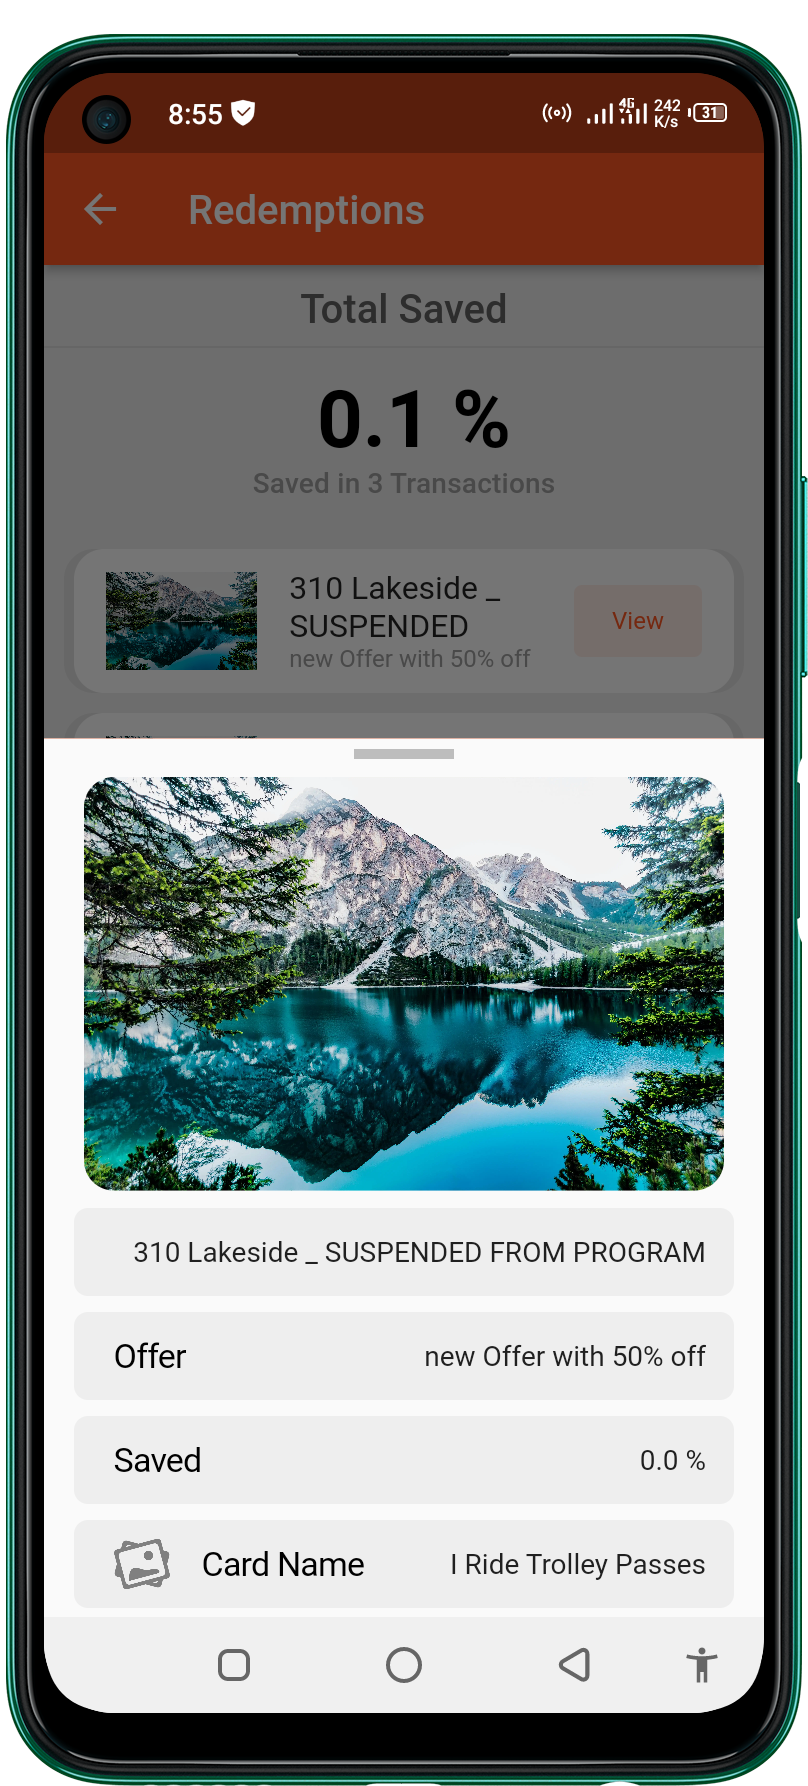 8:55
4G
242
K/s
31
Redemptions
Total Saved
0.1 %
Saved in 3 Transactions
310 Lakeside _
SUSPENDED
new Offer with 50% off
View
310 Lakeside _ SUSPENDED FROM PROGRAM
Offer new Offer with 50% off
Saved 0.0 %
Card Name I Ride Trolley Passes